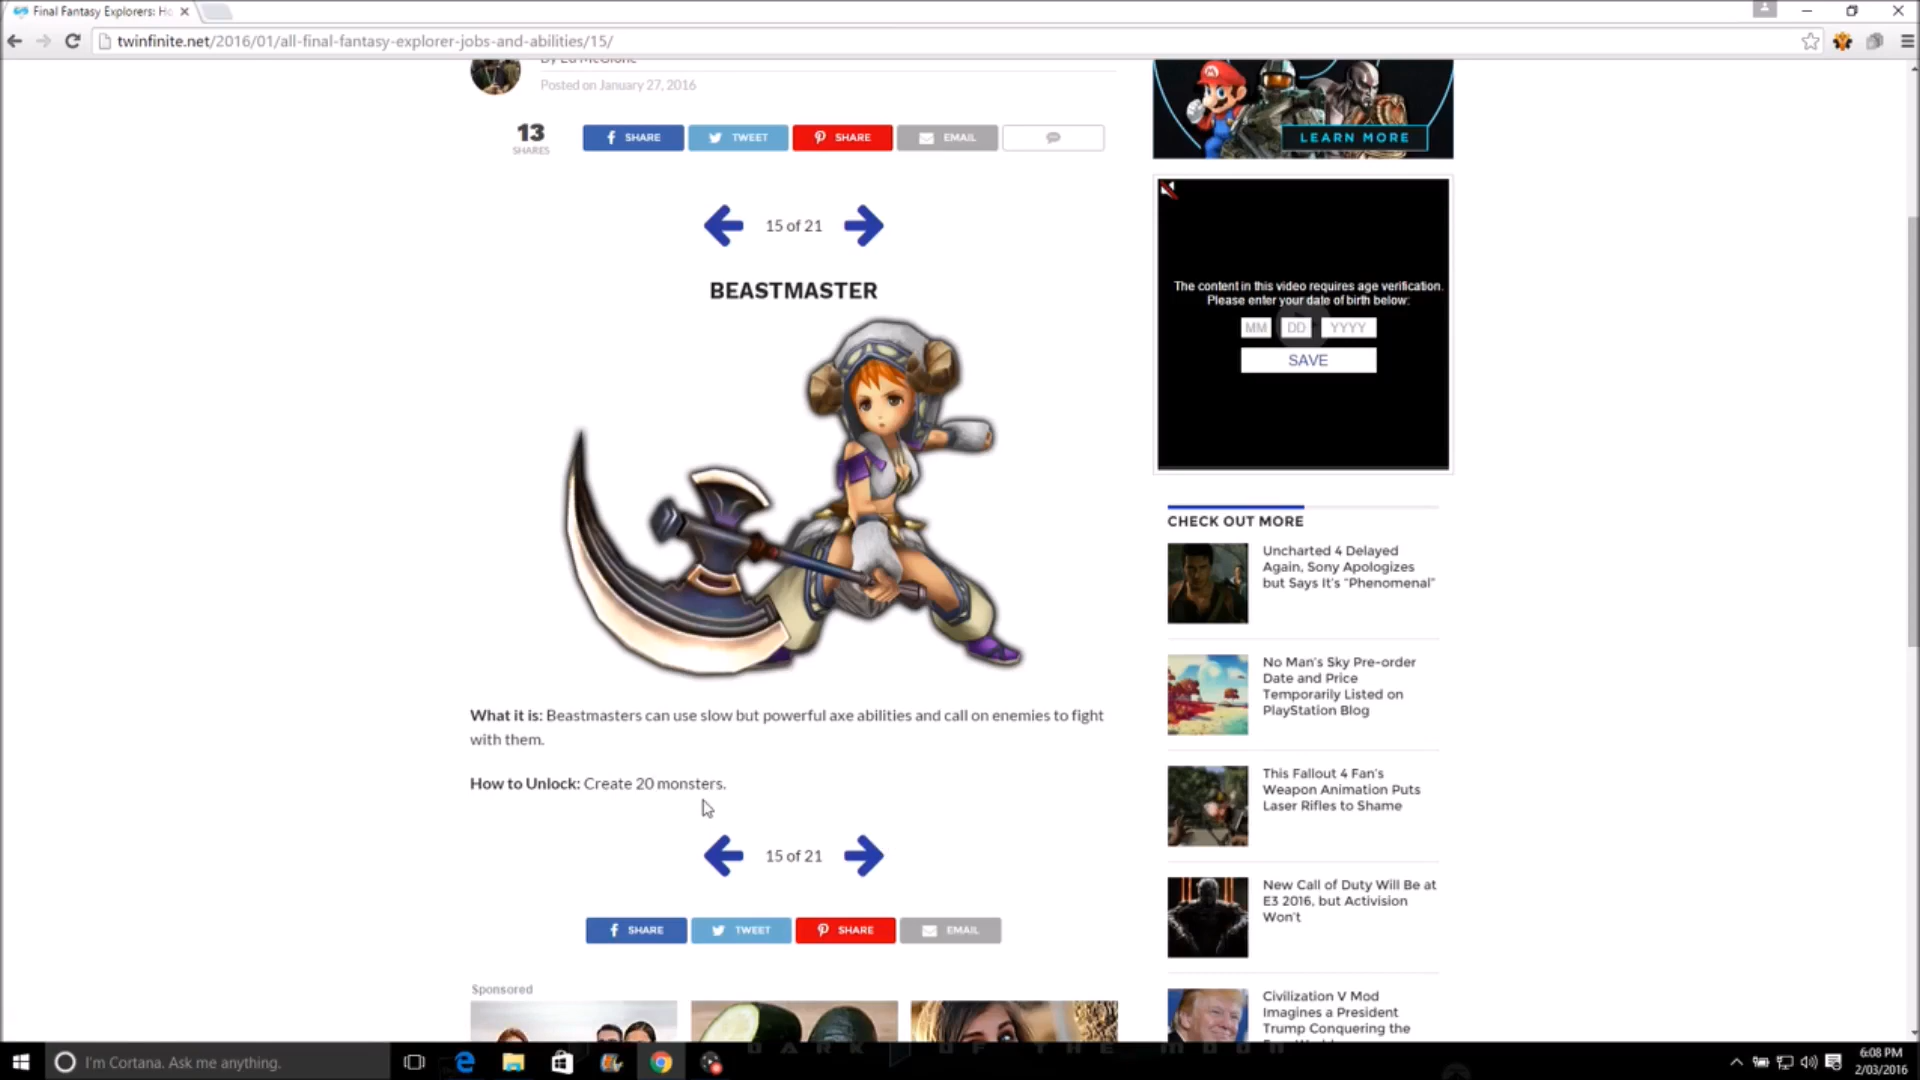 Final Fantasy Explorers: Ho
twinfinite.net/2016/01/all-final-fantasy-explorer-jobs-and-abilities/15/
By Ed McGlone
Posted on January 27, 2016
13
SHARES
SHARE
TWEET
SHARE
EMAIL
LEARN MORE
15 of 21
BEASTMASTER
The content in this video requires age verification.
Please enter your date of birth below:
MM DD YYYY
SAVE
What it is: Beastmasters can use slow but powerful axe abilities and call on enemies to fight
with them.
How to Unlock: Create 20 monsters.
15 of 21
SHARE
TWEET
SHARE
EMAIL
Sponsored
CHECK OUT MORE
Uncharted 4 Delayed
Again, Sony Apologizes
but Says It's "Phenomenal"
No Man's Sky Pre-order
Date and Price
Temporarily Listed on
PlayStation Blog
This Fallout 4 Fan's
Weapon Animation Puts
Laser Rifles to Shame
New Call of Duty Will Be at
E3 2016, but Activision
Won't
Civilization V Mod
Imagines a President
Trump Conquering the
I'm Cortana. Ask me anything.
DARK OF THE MOON
6:08 PM
2/03/2016